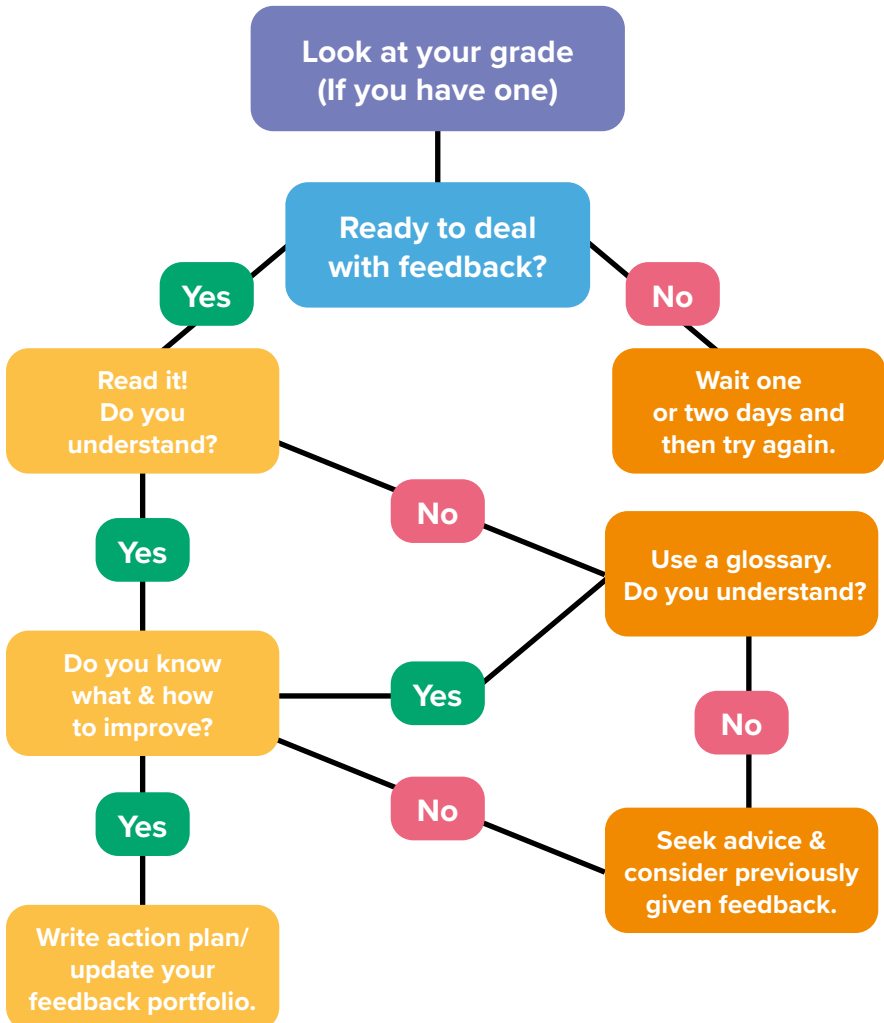 Look at your grade
(If you have one)
Ready to deal
with feedback?
Yes
No
Read it!
Do you
understand?
Wait one
or two days and
then try again.
No
Yes
Use a glossary.
Do you understand?
Do you know
what & how
to improve?
Yes
No
Yes
No
Seek advice &
consider previously
given feedback.
Write action plan/
update your
feedback portfolio.